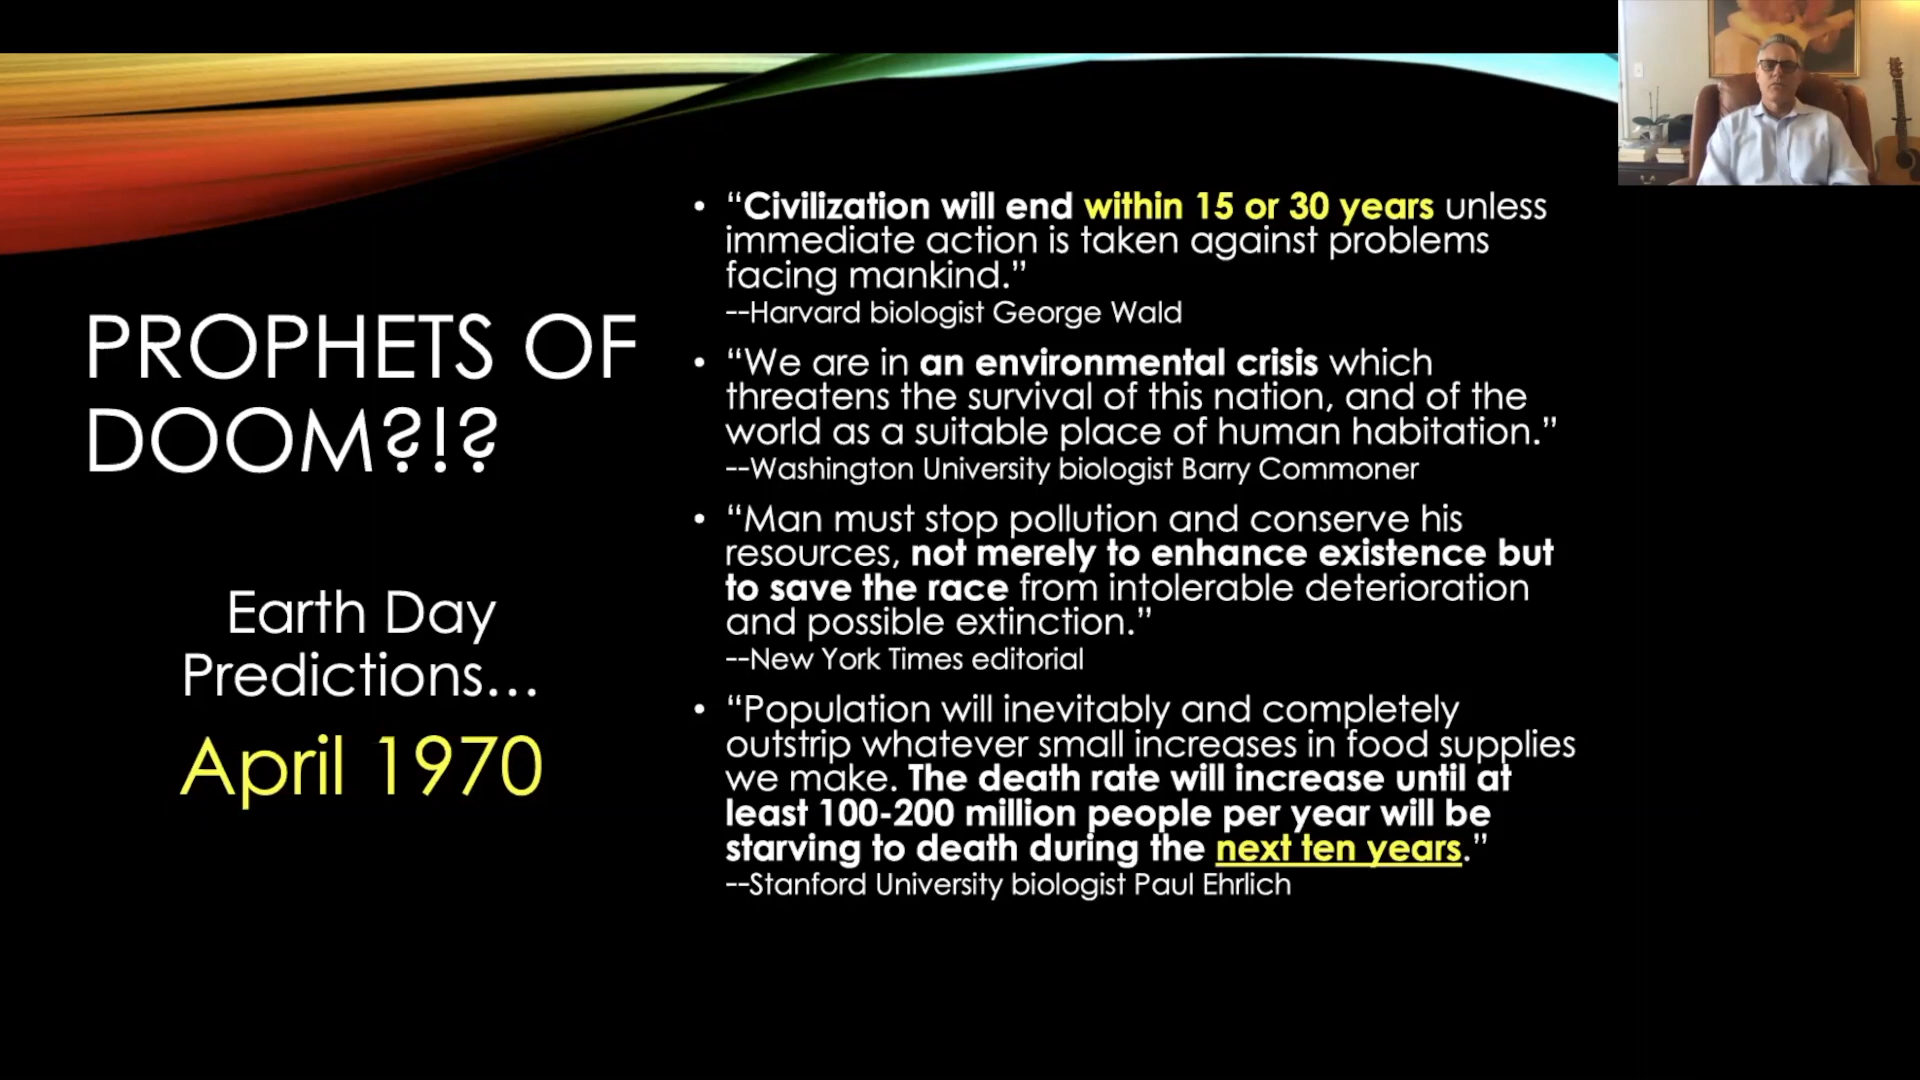 PROPHETS OF
DOOM?!?
Earth Day
Predictions…
April 1970
• “Civilization will end within 15 or 30 years unless
immediate action is taken against problems
facing mankind.”
--Harvard biologist George Wald
• “We are in an environmental crisis which
threatens the survival of this nation, and of the
world as a suitable place of human habitation.”
--Washington University biologist Barry Commoner
• “Man must stop pollution and conserve his
resources, not merely to enhance existence but
to save the race from intolerable deterioration
and possible extinction.”
--New York Times editorial
• “Population will inevitably and completely
outstrip whatever small increases in food supplies
we make. The death rate will increase until at
least 100-200 million people per year will be
starving to death during the next ten years.”
--Stanford University biologist Paul Ehrlich